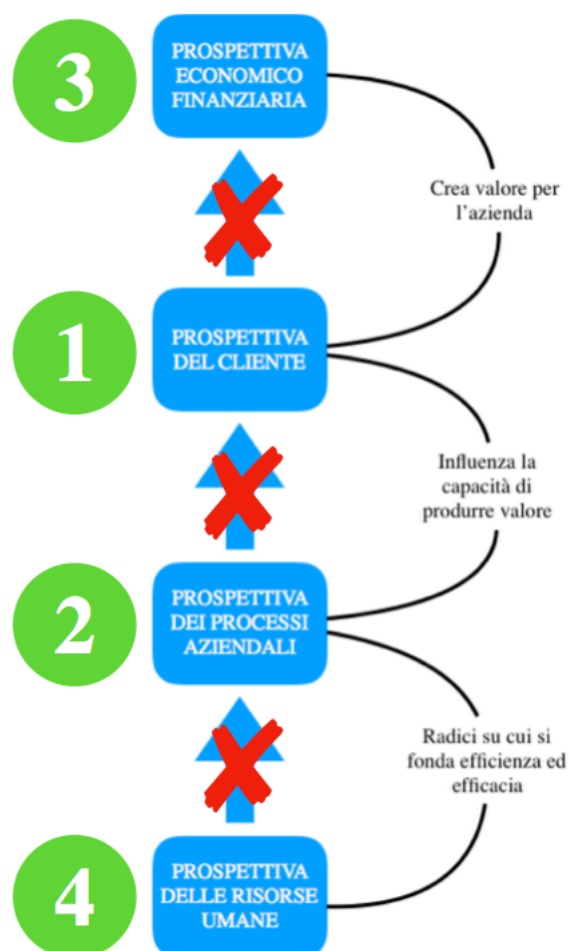 3
PROSPETTIVA
ECONOMICO
FINANZIARIA
Crea valore per
l'azienda
1
PROSPETTIVA
DEL CLIENTE
Influenza la
capacità di
produrre valore
2
PROSPETTIVA
DEI PROCESSI
AZIENDALI
Radici su cui si
fonda efficienza ed
efficacia
4
PROSPETTIVA
DELLE RISORSE
UMANE